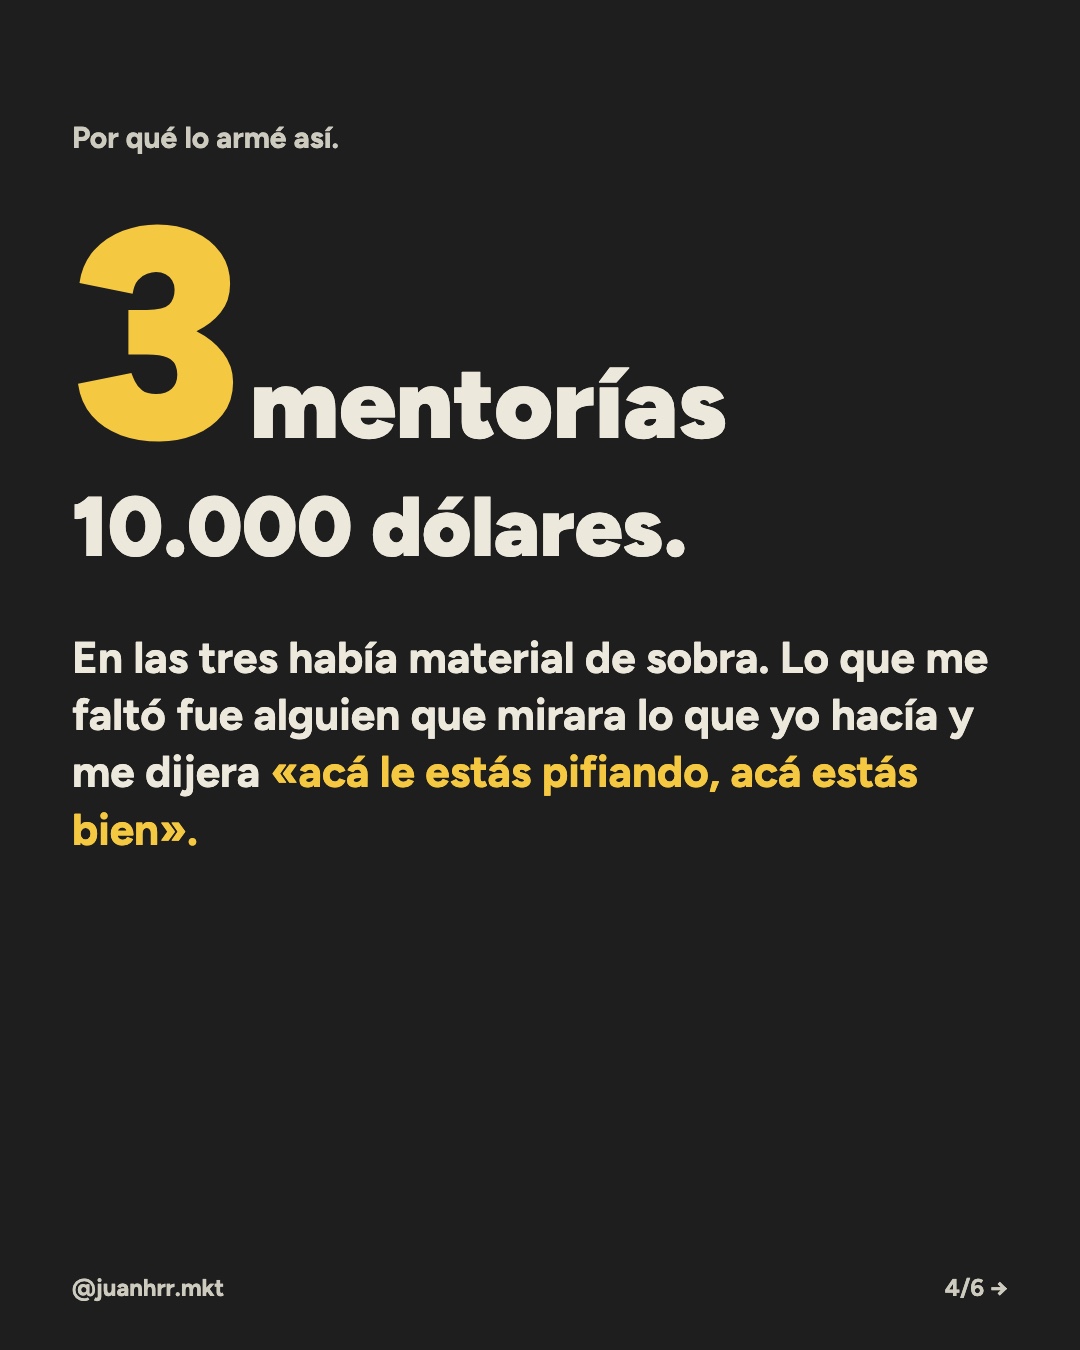 Por qué lo armé así.
3 mentorías
10.000 dólares.
En las tres había material de sobra. Lo que me
faltó fue alguien que mirara lo que yo hacía y
me dijera «acá le estás pifiando, acá estás
bien».
@juanhrr.mkt
4/6 →